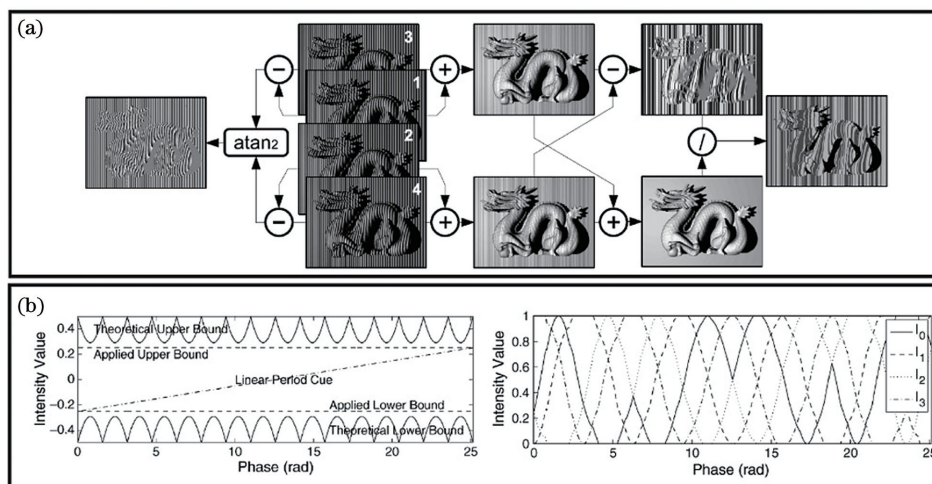 (a)
3
1
2
4
− + −
atan2
/
− + +
(b)
0.4
0.2
0
−0.2
−0.4
Intensity Value
Theoretical Upper Bound
Applied Upper Bound
Linear Period Cue
Applied Lower Bound
Theoretical Lower Bound
0 5 10 15 20 25
Phase (rad)
1
0.8
0.6
0.4
0.2
0
Intensity Value
I0
I1
I2
I3
0 5 10 15 20 25
Phase (rad)